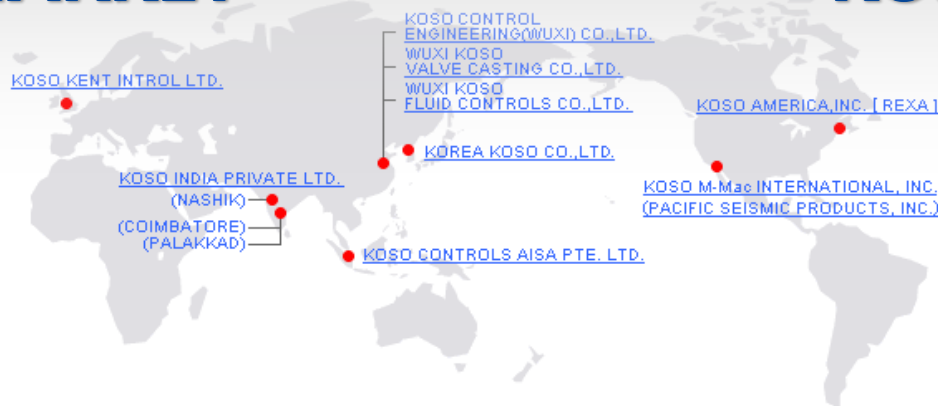 KOSO CONTROL
ENGINEERING(WUXI) CO.,LTD.
WUXI KOSO
VALVE CASTING CO.,LTD.
WUXI KOSO
FLUID CONTROLS CO.,LTD.
KOSO KENT INTROL LTD.
KOSO AMERICA,INC. [ REXA ]
KOREA KOSO CO.,LTD.
KOSO INDIA PRIVATE LTD.
(NASHIK)
(COIMBATORE)
(PALAKKAD)
KOSO M-Mac INTERNATIONAL, INC.
(PACIFIC SEISMIC PRODUCTS, INC.)
KOSO CONTROLS AISA PTE. LTD.